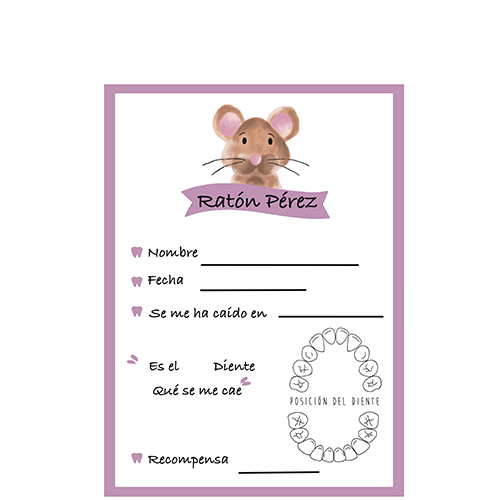 Ratón Pérez
Nombre
Fecha
Se me ha caído en
Es el Diente
Qué se me cae
POSICIÓN DEL DIENTE
Recompensa